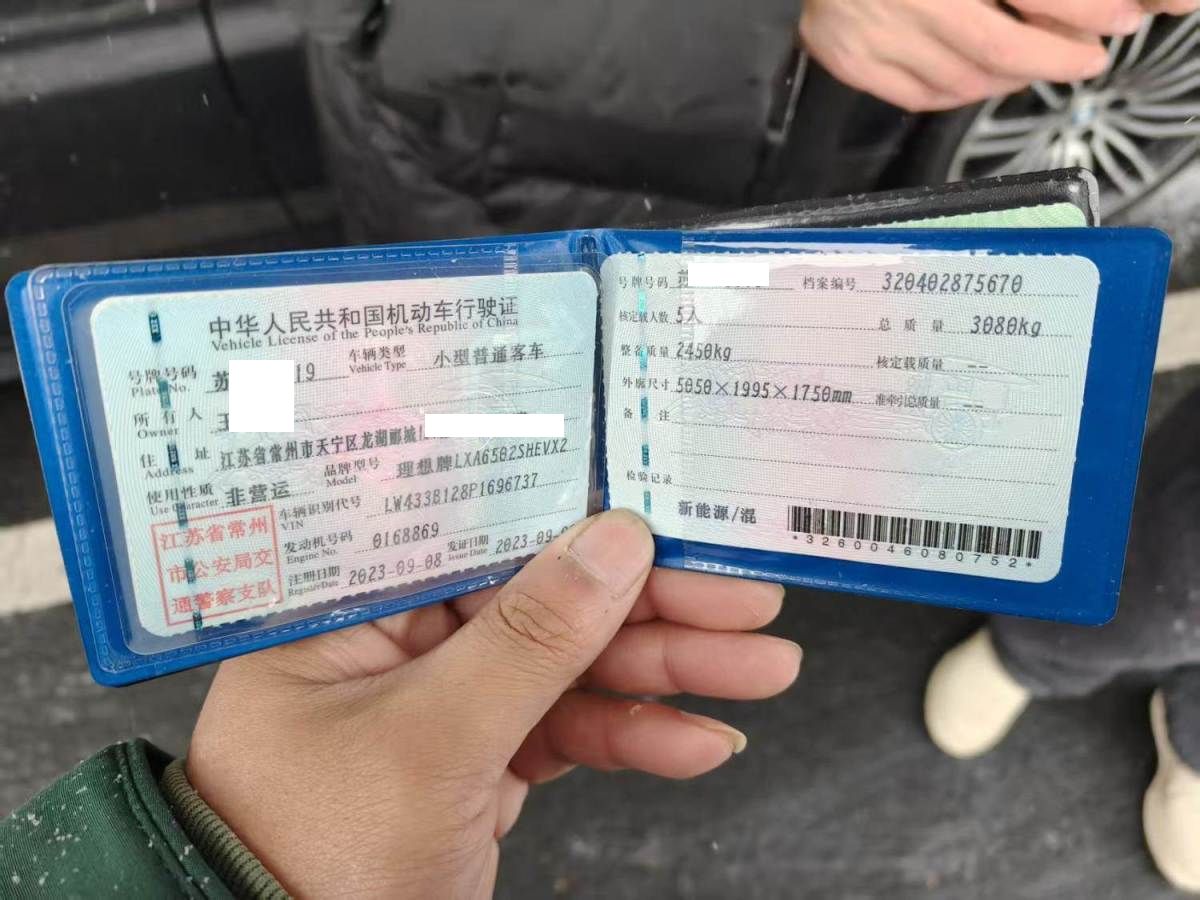 中华人民共和国机动车行驶证
Vehicle License of the People's Republic of China
号牌号码 苏 19 车辆类型 小型普通客车
Plate No. Vehicle Type
所有人 王
Owner
住址 江苏省常州市天宁区龙湖郦城
Address
使用性质 非营运 品牌型号 理想牌LXA6502SHEVX2
Use Character Model
车辆识别代号 LW433B128P1696737
VIN
发动机号码 0168869
Engine No.
注册日期 2023-09-08 发证日期 2023-09-0
Register Date Issue Date
江苏省常州
市公安局交
通警察支队
号牌号码 苏 档案编号 320402875670
核定载人数 5人 总质量 3080kg
整备质量 2450kg 核定载质量 --
外廓尺寸 5050×1995×1750mm 准牵引总质量 --
备注
检验记录
新能源/混
*3260046080752*